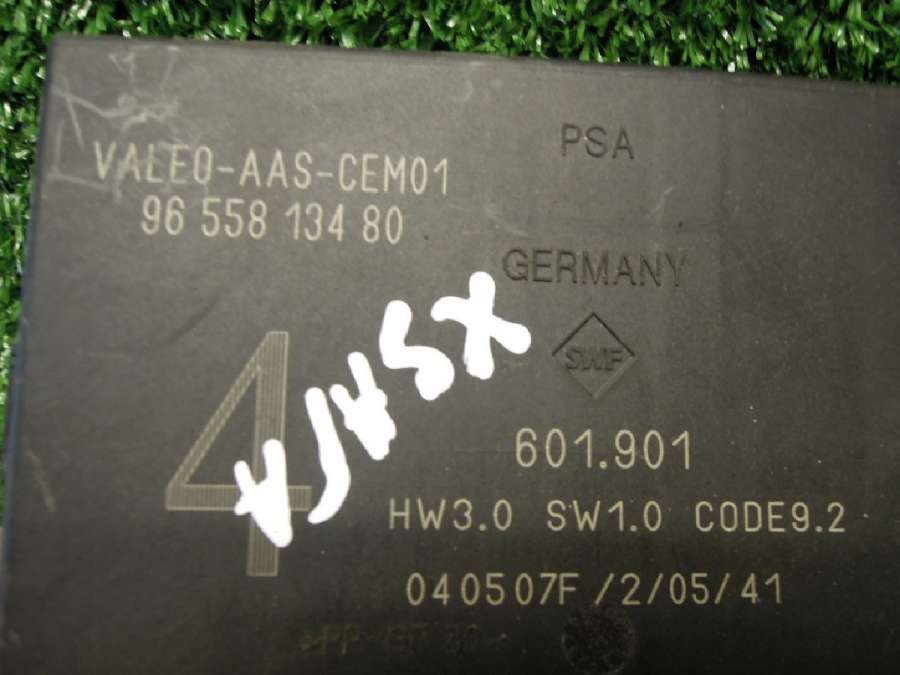 PSA
VALEO-AAS-CEM01
96 558 134 80
GERMANY
SWF
4
601.901
HW3.0 SW1.0 CODE9.2
040507F/2/05/41